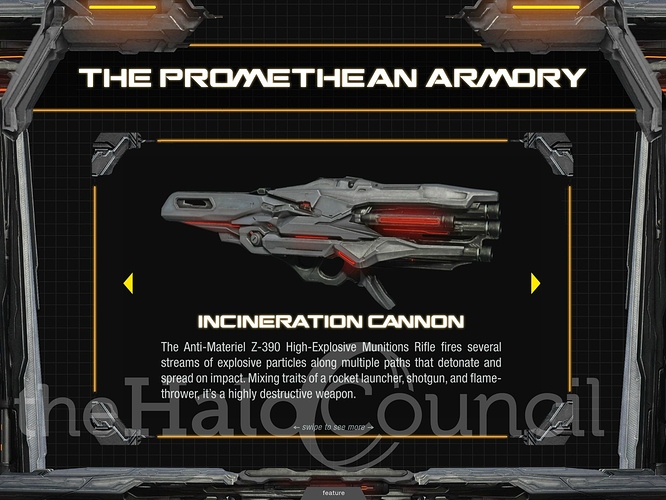 THE PROMETHEAN ARMORY
INCINERATION CANNON
The Anti-Materiel Z-390 High-Explosive Munitions Rifle fires several
streams of explosive particles along multiple paths that detonate and
spread on impact. Mixing traits of a rocket launcher, shotgun, and flame-
thrower, it's a highly destructive weapon.
theHaloCouncil
← swipe to see more →
feature